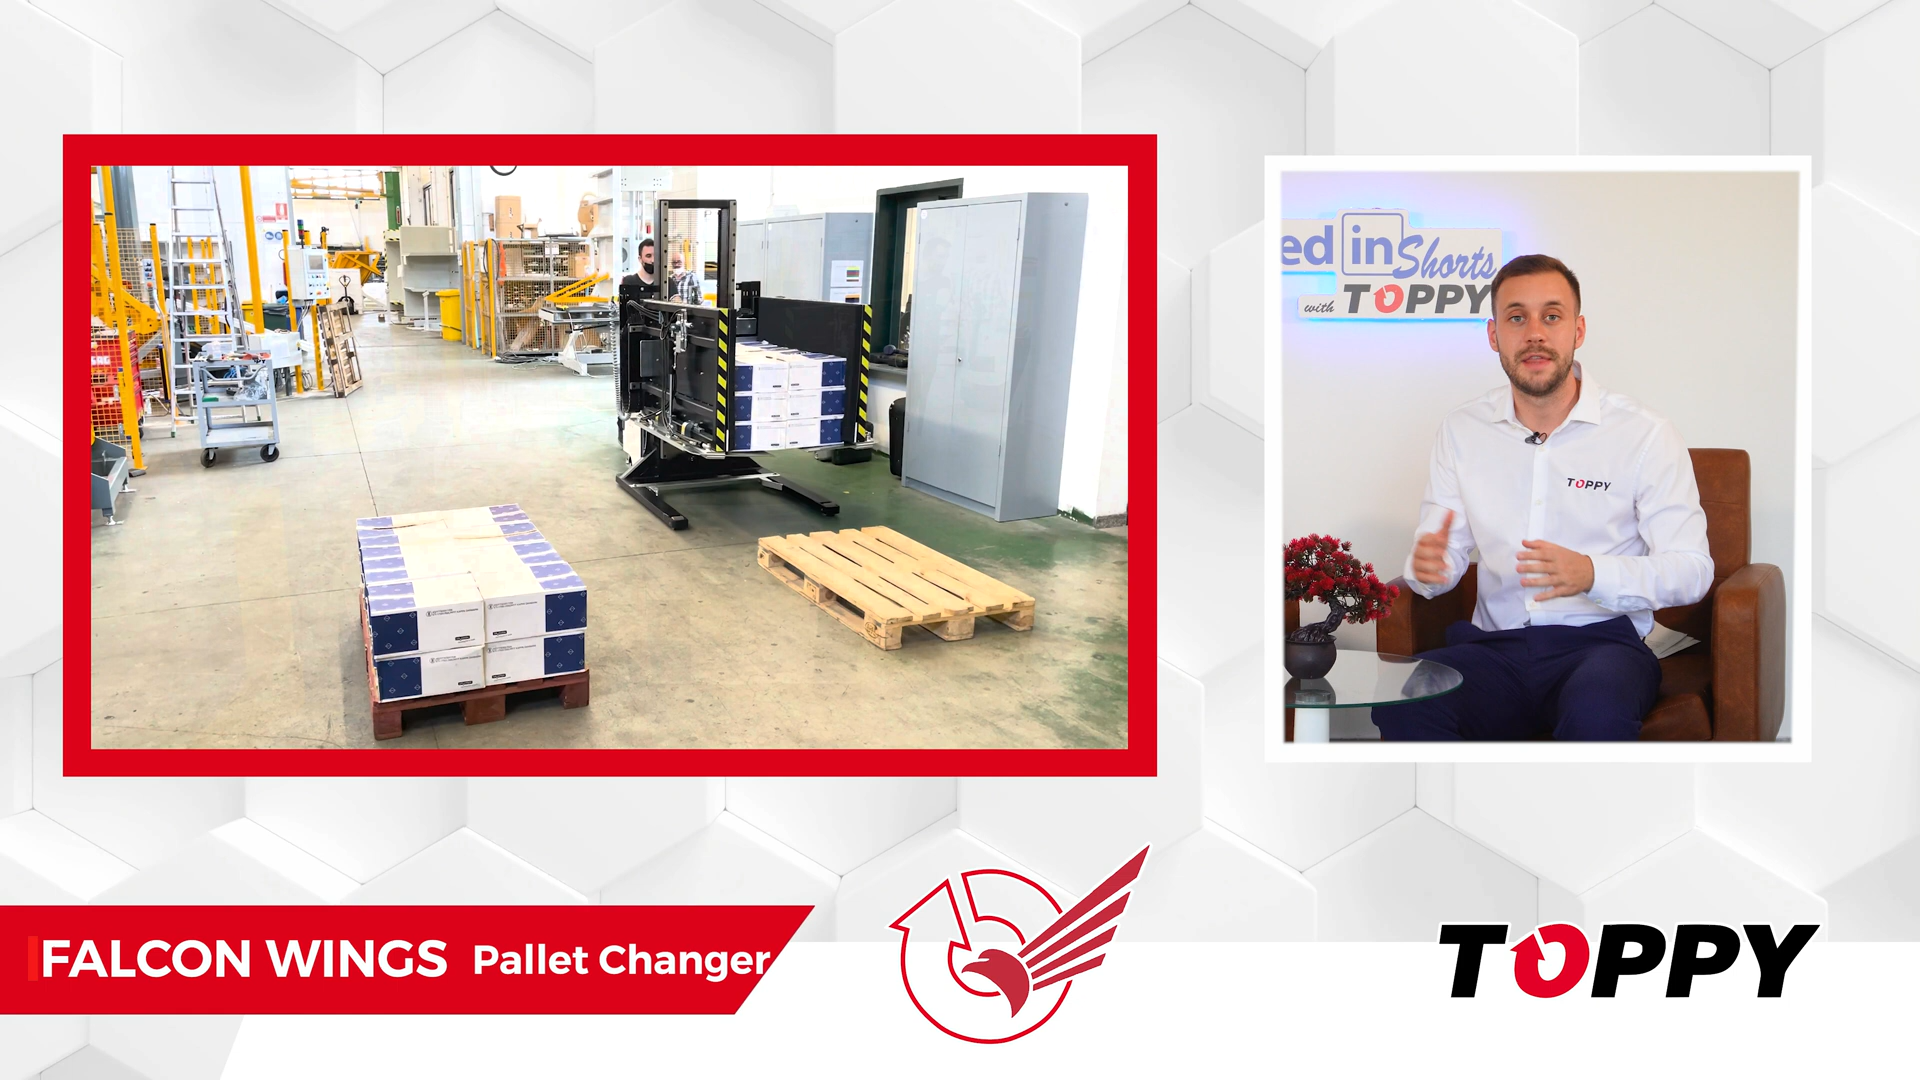 ed in Shorts
with TOPPY
TOPPY
FALCON WINGS Pallet Changer
TOPPY